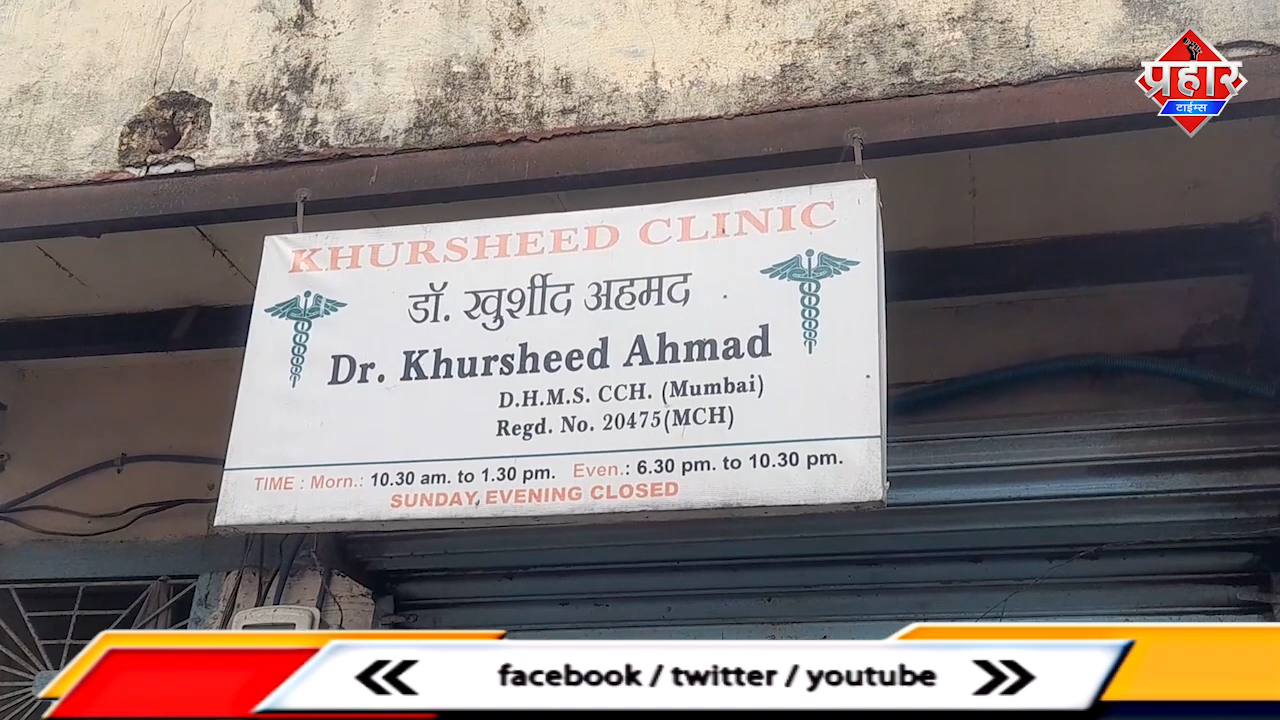 प्रहार
टाईम्स
KHURSHEED CLINIC
डॉ. खुर्शीद अहमद
Dr. Khursheed Ahmad
D.H.M.S. CCH. (Mumbai)
Regd. No. 20475(MCH)
TIME : Morn.: 10.30 am. to 1.30 pm. Even.: 6.30 pm. to 10.30 pm.
SUNDAY, EVENING CLOSED
facebook / twitter / youtube